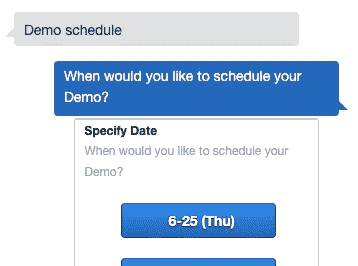 Demo schedule
When would you like to schedule your
Demo?
Specify Date
When would you like to schedule your
Demo?
6-25 (Thu)